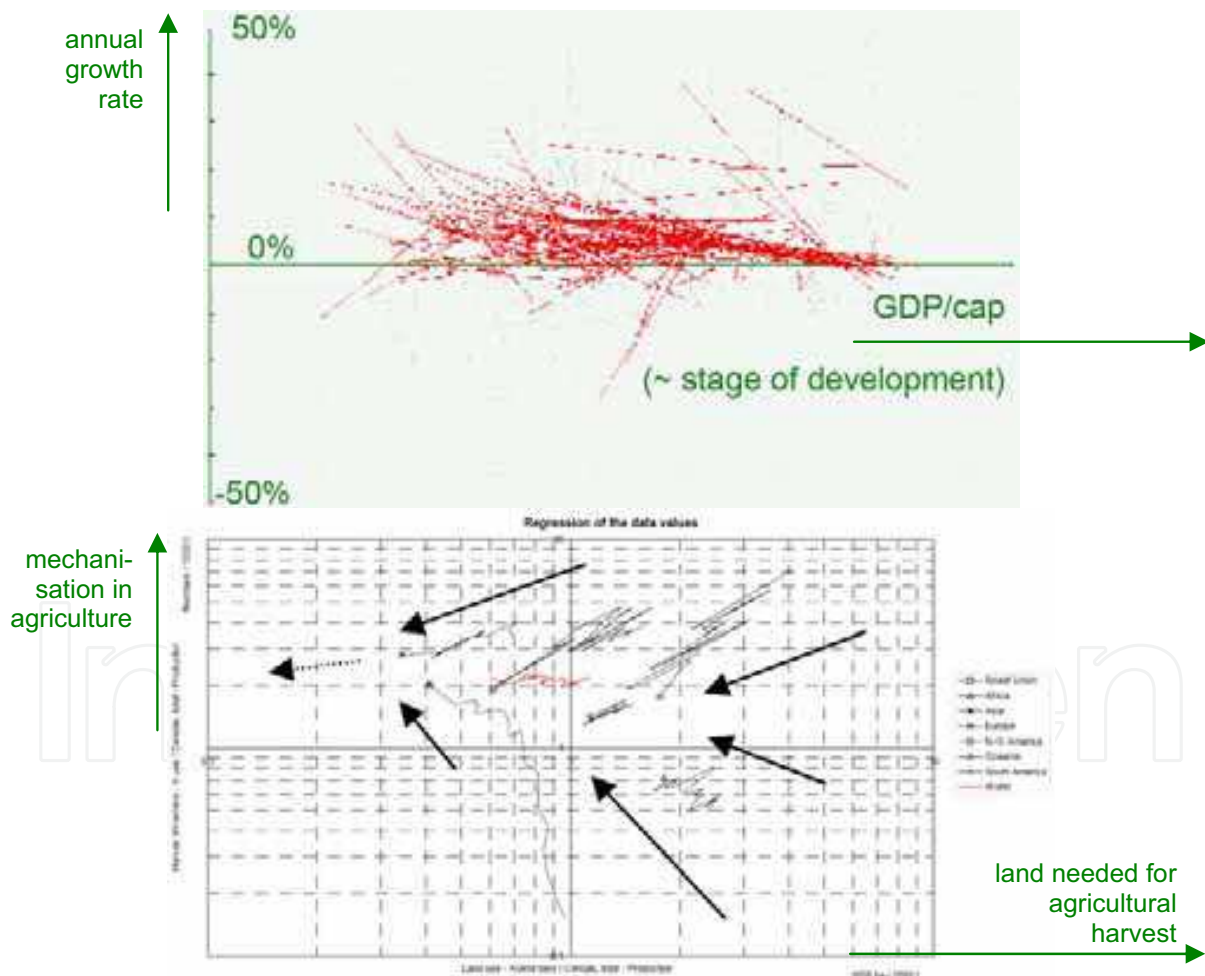 annual
growth
rate
50%
0%
GDP/cap
(~ stage of development)
-50%
Regression of the data values
mechani-
sation in
agriculture
Soviet Union
Africa
Asia
Europe
N-C America
Oceania
South America
World
land needed for
agricultural
harvest